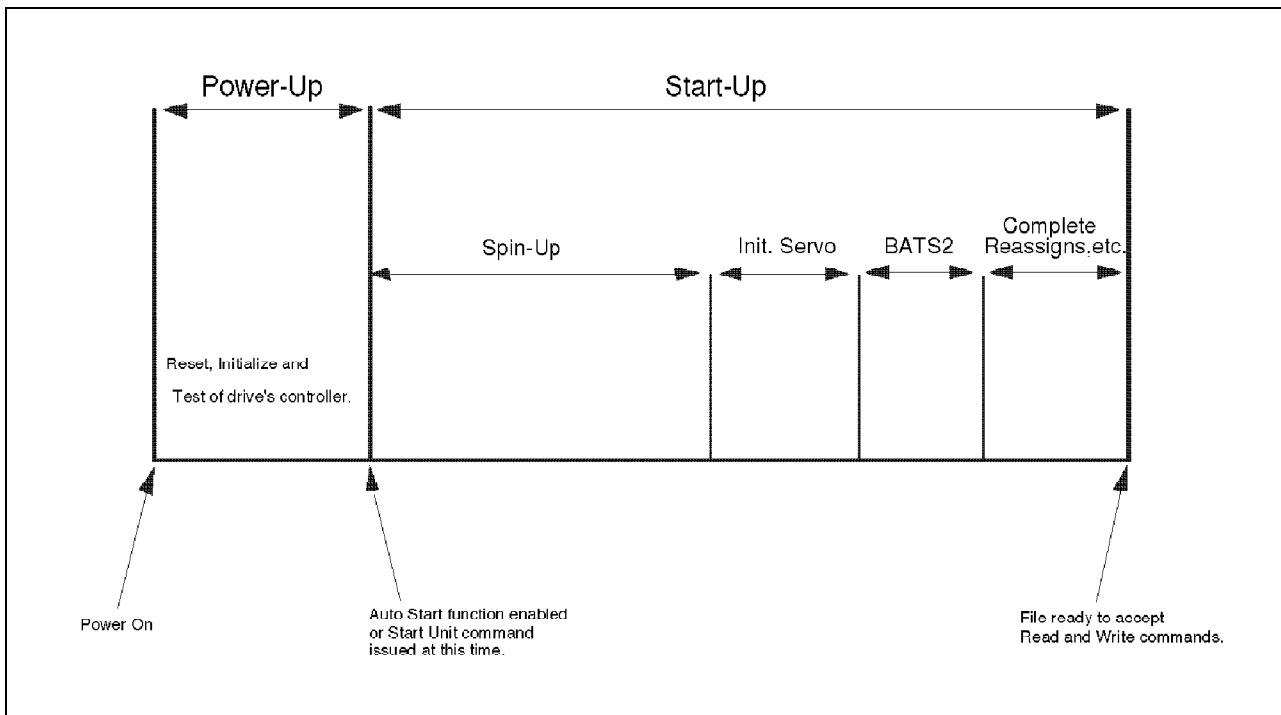 Power-Up
Start-Up
Spin-Up
Init. Servo
BATS2
Complete
Reassigns,etc.
Reset, Initialize and
Test of drive's controller.
Power On
Auto Start function enabled
or Start Unit command
issued at this time.
File ready to accept
Read and Write commands.